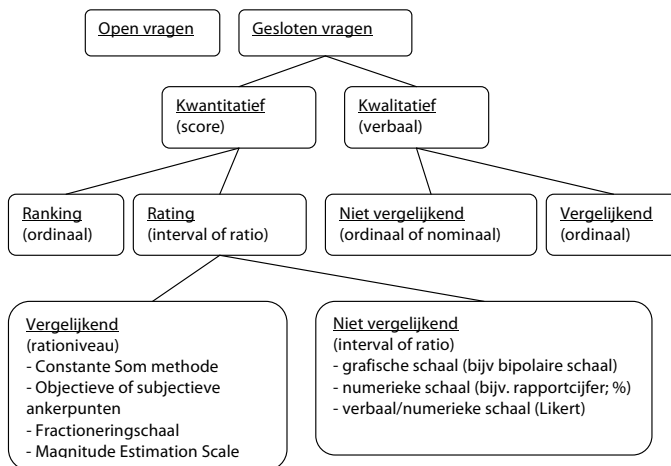 Open vragen
Gesloten vragen
Kwantitatief
(score)
Kwalitatief
(verbaal)
Ranking
(ordinaal)
Rating
(interval of ratio)
Niet vergelijkend
(ordinaal of nominaal)
Vergelijkend
(ordinaal)
Vergelijkend
(rationiveau)
- Constante Som methode
- Objectieve of subjectieve
ankerpunten
- Fractioneringschaal
- Magnitude Estimation Scale
Niet vergelijkend
(interval of ratio)
- grafische schaal (bijv bipolaire schaal)
- numerieke schaal (bijv. rapportcijfer; %)
- verbaal/numerieke schaal (Likert)